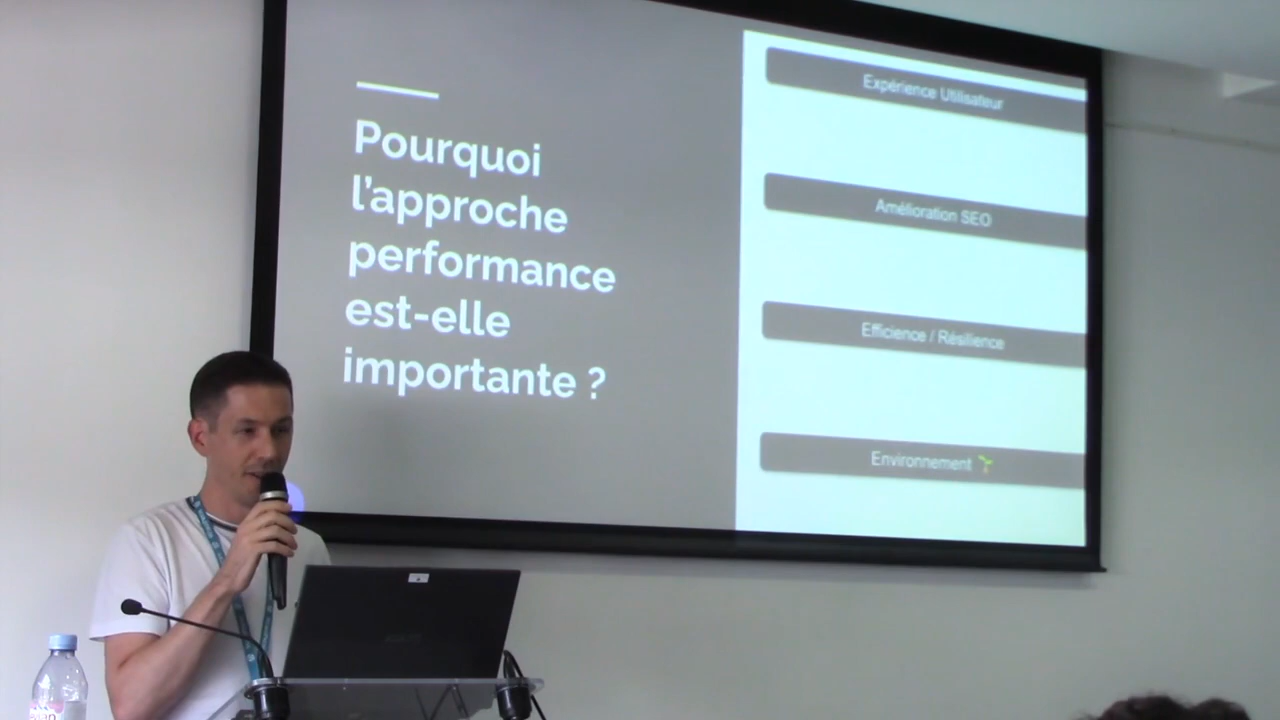 Pourquoi
l'approche
performance
est-elle
importante ?
Expérience Utilisateur
Amélioration SEO
Efficience / Résilience
Environnement 🌱